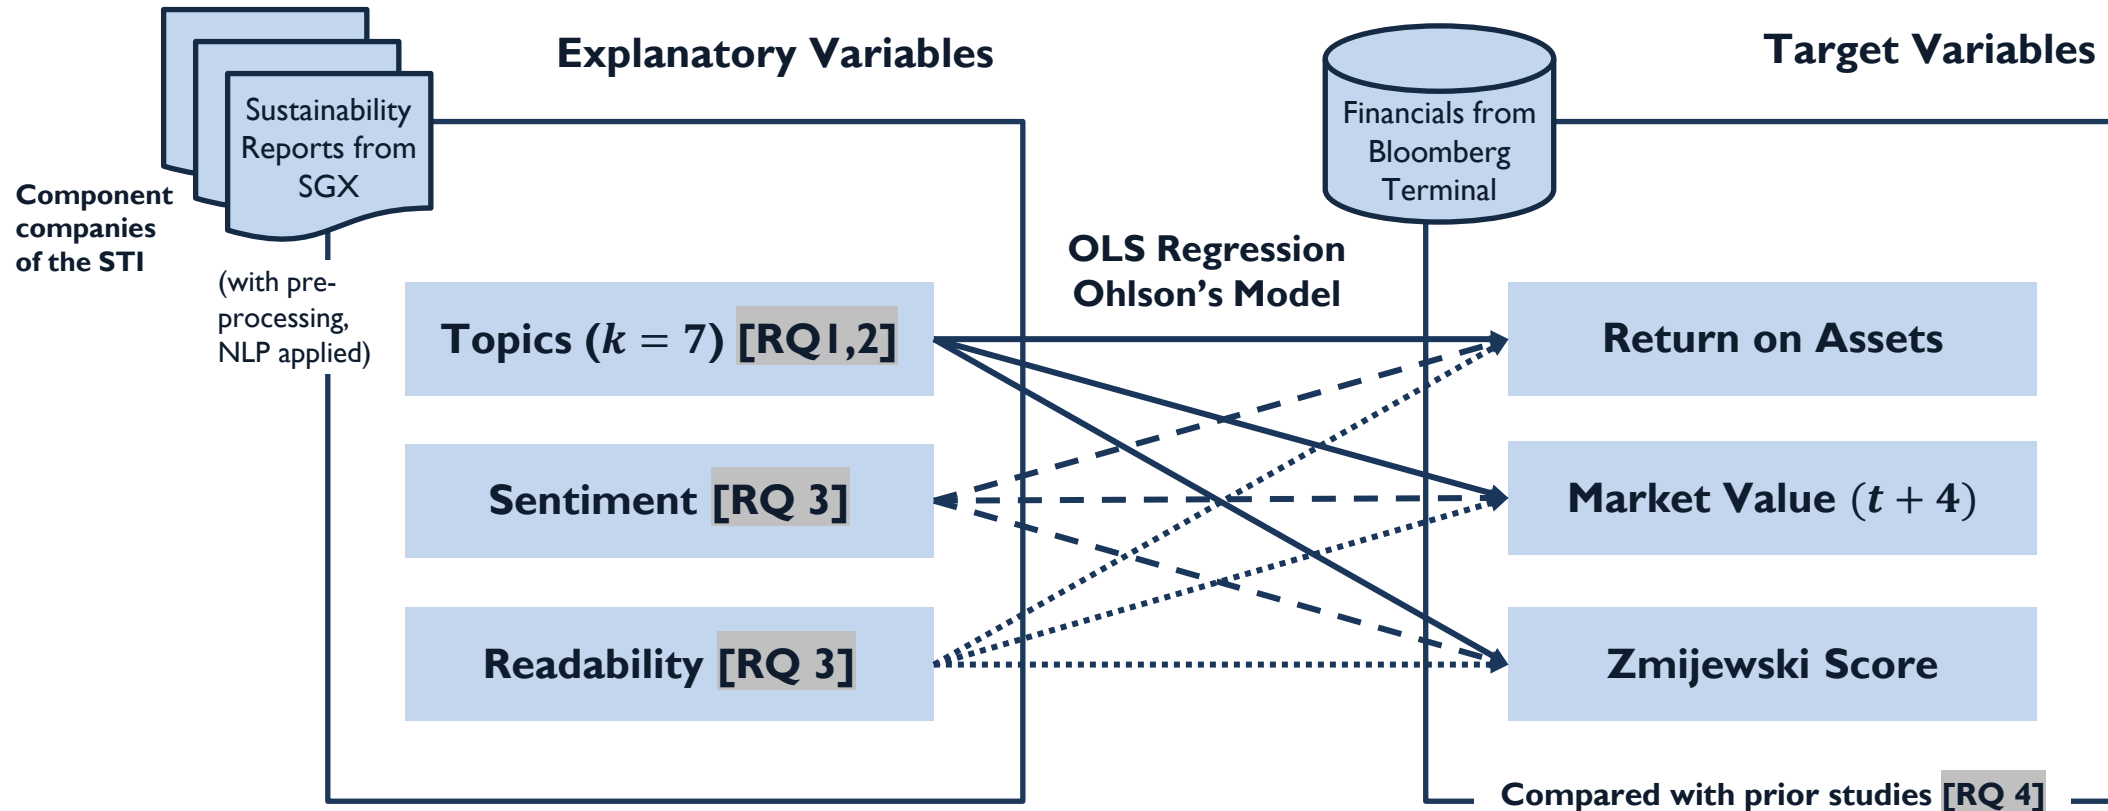 Explanatory Variables
Target Variables
Sustainability
Reports from
SGX
Financials from
Bloomberg
Terminal
Component
companies
of the STI
(with pre-
processing,
NLP applied)
OLS Regression
Ohlson’s Model
Topics (k = 7) [RQ1,2]
Return on Assets
Sentiment [RQ 3]
Market Value (t + 4)
Readability [RQ 3]
Zmijewski Score
Compared with prior studies [RQ 4]